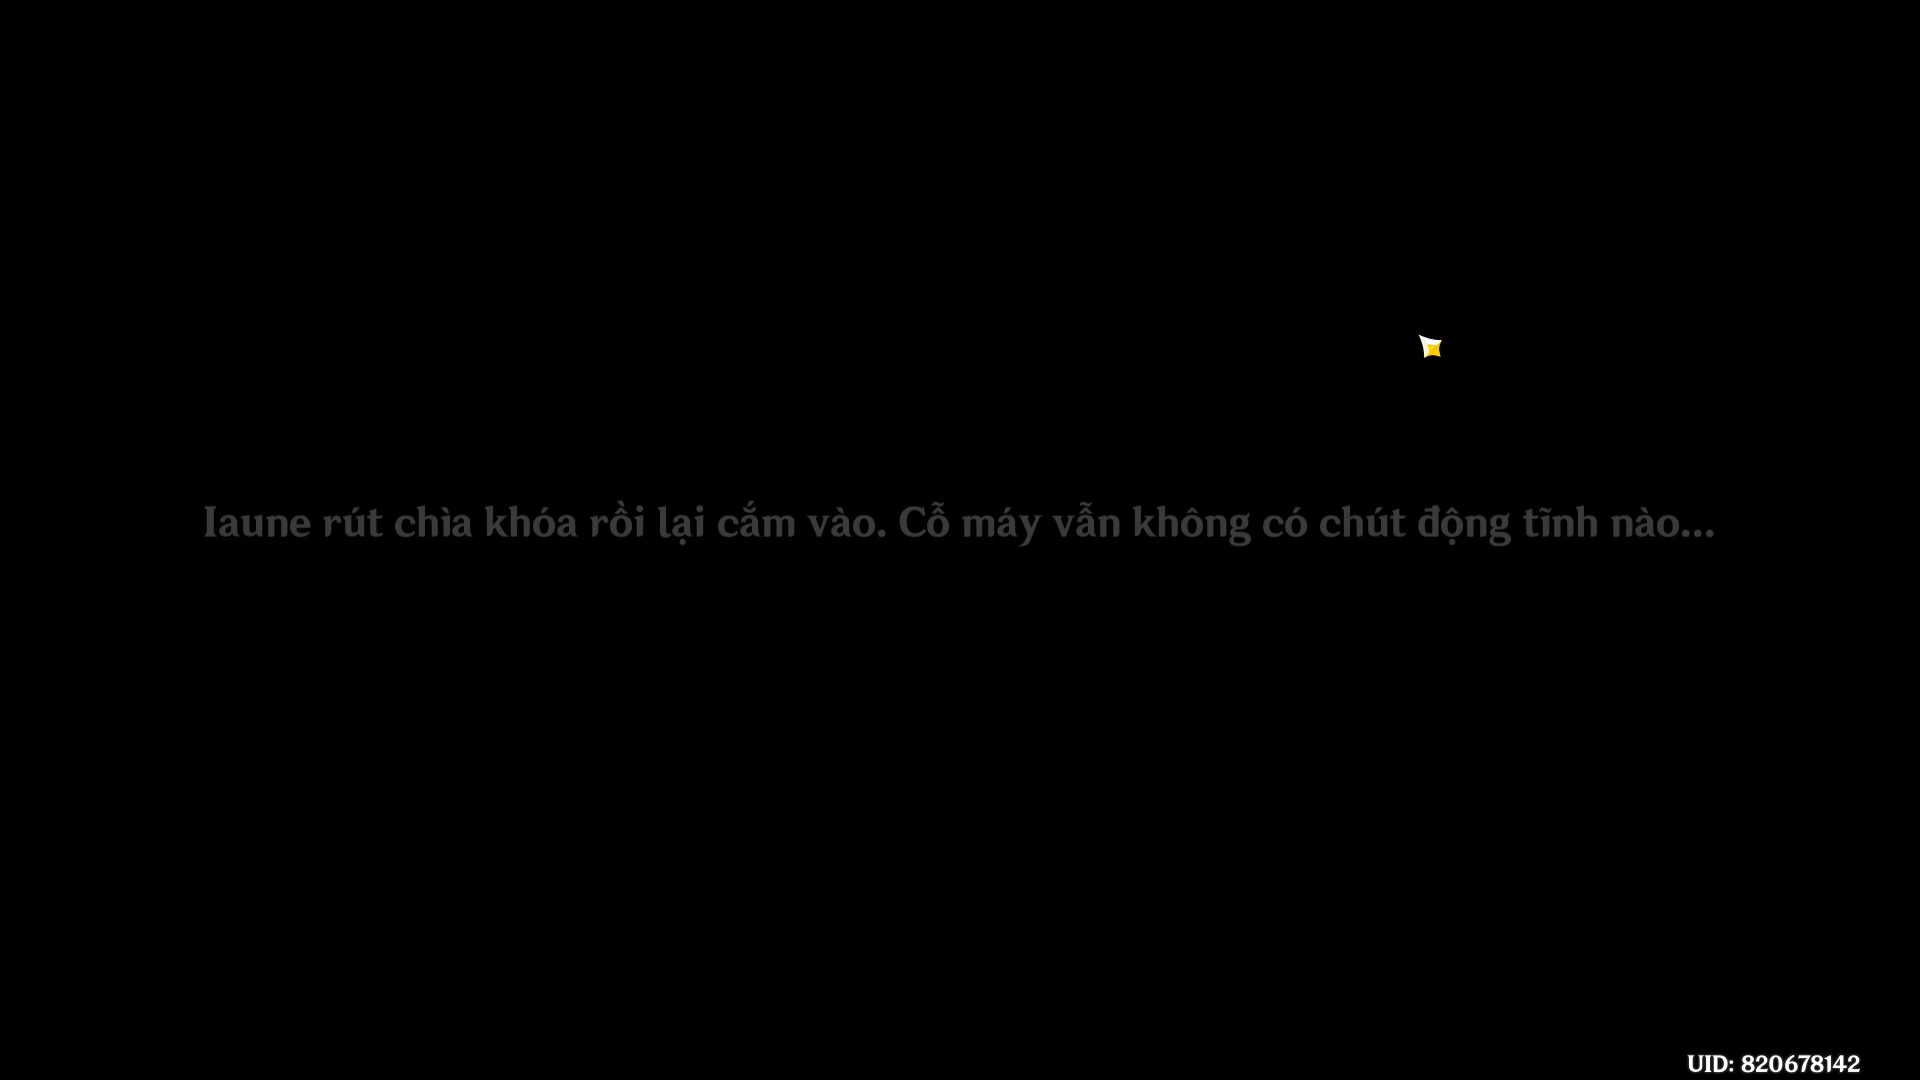 Iaune rút chìa khóa rồi lại cắm vào. Cỗ máy vẫn không có chút động tĩnh nào...
UID: 820678142